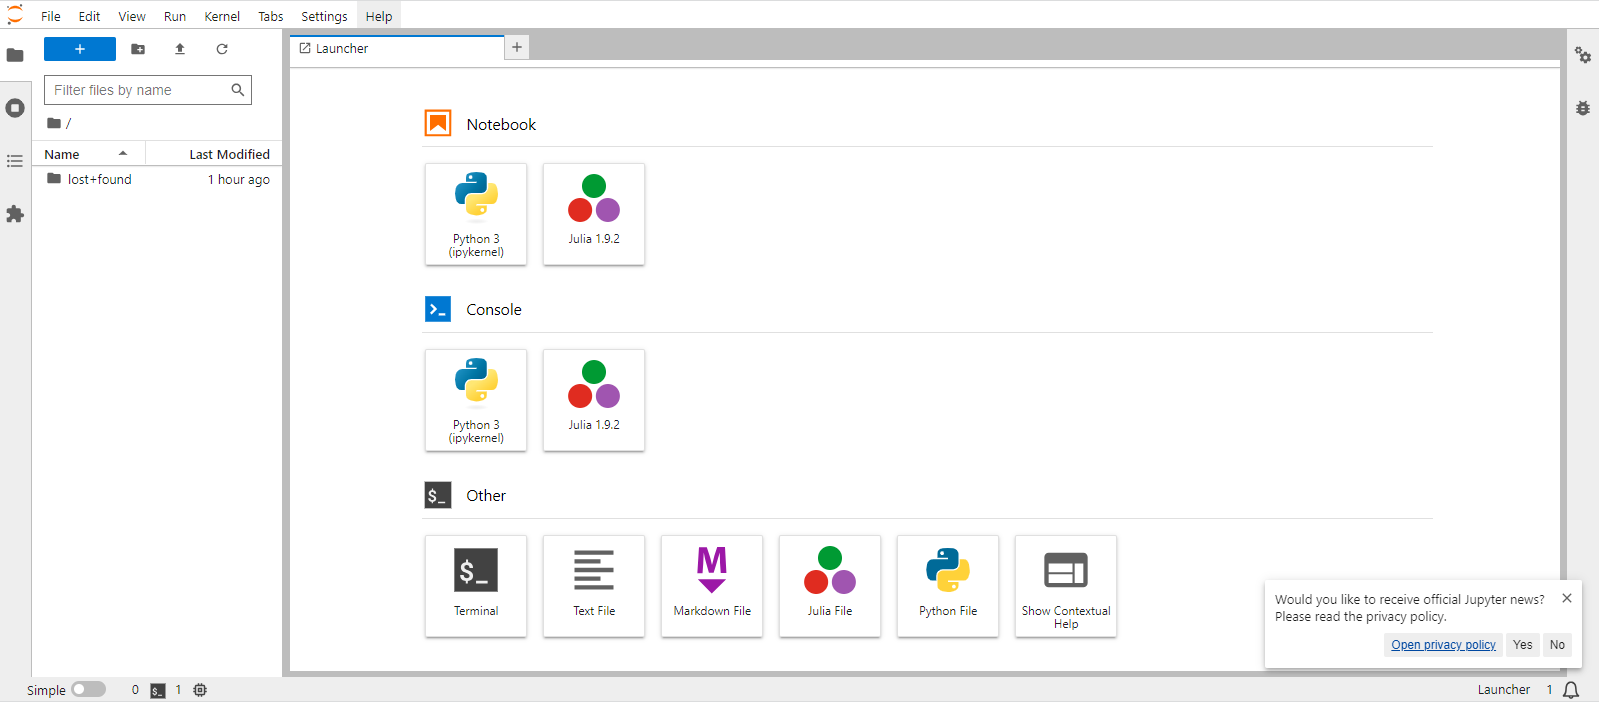 File Edit View Run Kernel Tabs Settings Help
+
Filter files by name
/
Name Last Modified
lost+found 1 hour ago
Launcher +
Notebook
Python 3
(ipykernel)
Julia 1.9.2
Console
>_
Python 3
(ipykernel)
Julia 1.9.2
$_ Other
$_
Terminal
Text File
M
Markdown File
Julia File
Python File
Show Contextual
Help
Would you like to receive official Jupyter news?
Please read the privacy policy.
Open privacy policy Yes No
Simple 0 $_ 1
Launcher 1